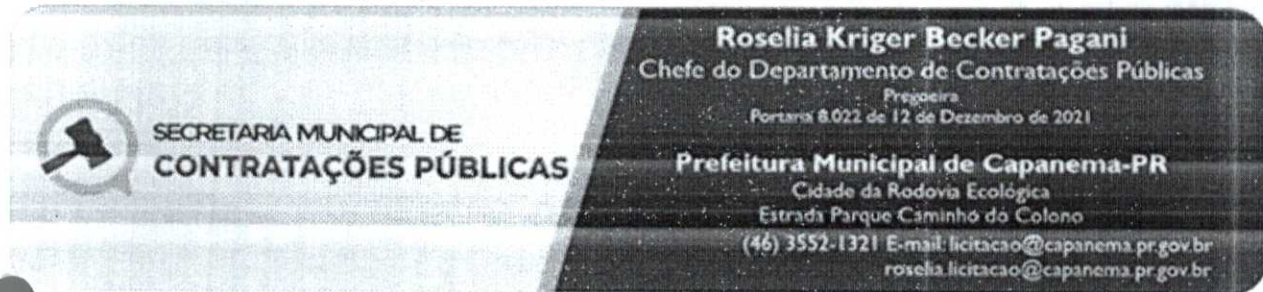 SECRETARIA MUNICIPAL DE
CONTRATAÇÕES PÚBLICAS
Roselia Kriger Becker Pagani
Chefe do Departamento de Contratações Públicas
Pregoeira
Portaria 8.022 de 12 de Dezembro de 2021
Prefeitura Municipal de Capanema-PR
Cidade da Rodovia Ecológica
Estrada Parque Caminho do Colono
(46) 3552-1321 E-mail: licitacao@capanema.pr.gov.br
roselia.licitacao@capanema.pr.gov.br